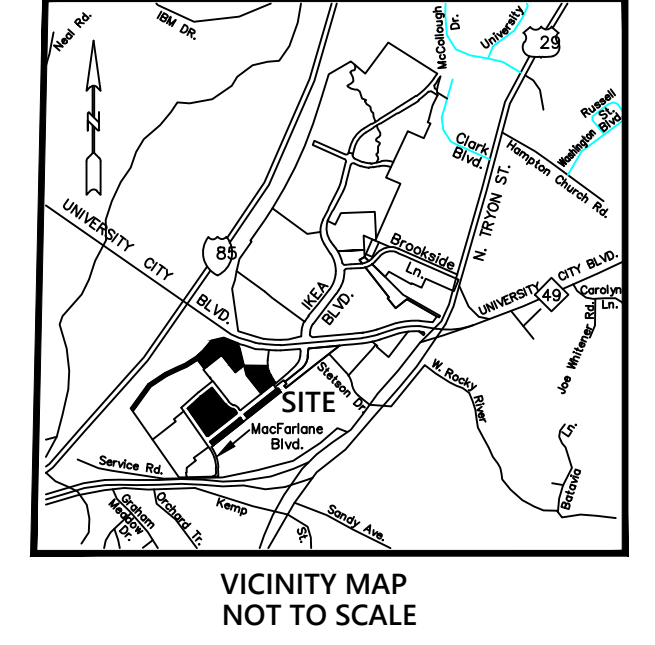 Neal Rd.
IBM DR.
McCollough
Dr.
University
29
Russell
St.
Washington Blvd
Clark
Blvd.
Hampton Church Rd.
N. TRYON ST.
N
UNIVERSITY CITY BLVD.
85
Brookside
Ln.
IKEA
BLVD.
UNIVERSITY CITY BLVD.
49
Carolyn
Ln.
Joe Whitener Rd.
W. Rocky
River
Stetson Dr
SITE
MacFarlane
Blvd.
Service Rd.
Ln.
Batavia
Graham
Meadow
Dr.
Orchard Tr.
Kemp
St.
Sandy Ave.
VICINITY MAP
NOT TO SCALE